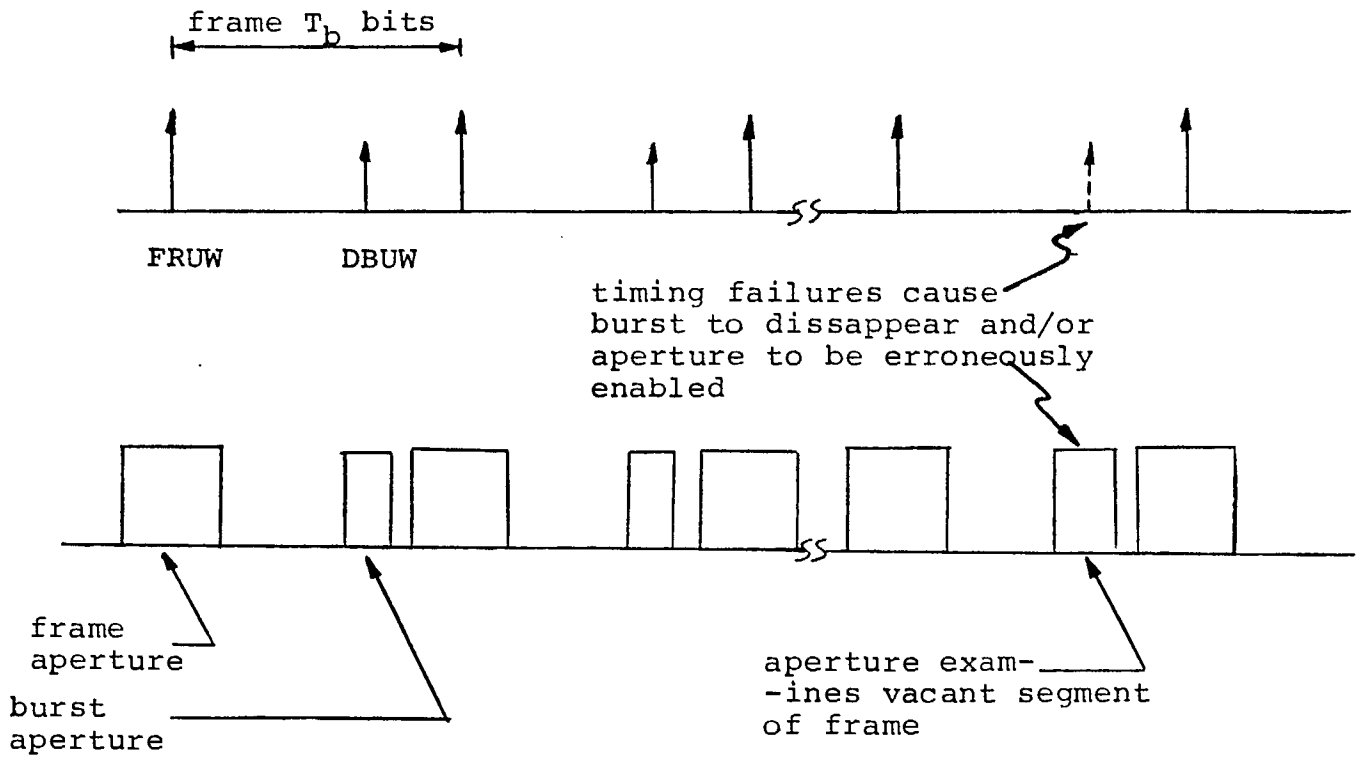 frame T_b bits
FRUW
DBUW
timing failures cause
burst to dissappear and/or
aperture to be erroneously
enabled
frame
aperture
burst
aperture
aperture exam-
-ines vacant segment
of frame